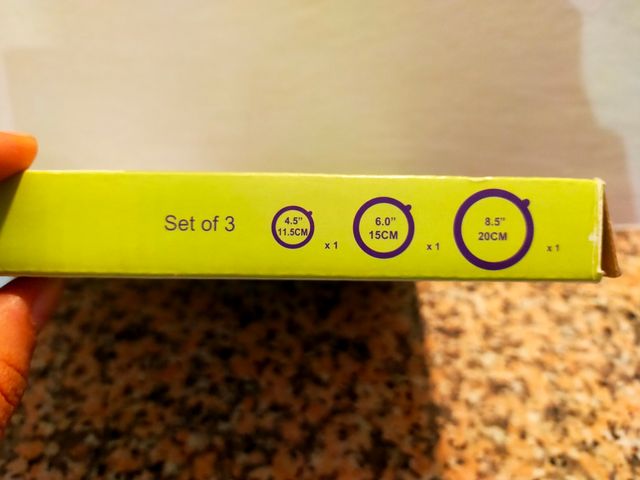 Set of 3
4.5"
11.5CM
x 1
6.0"
15CM
x 1
8.5"
20CM
x 1